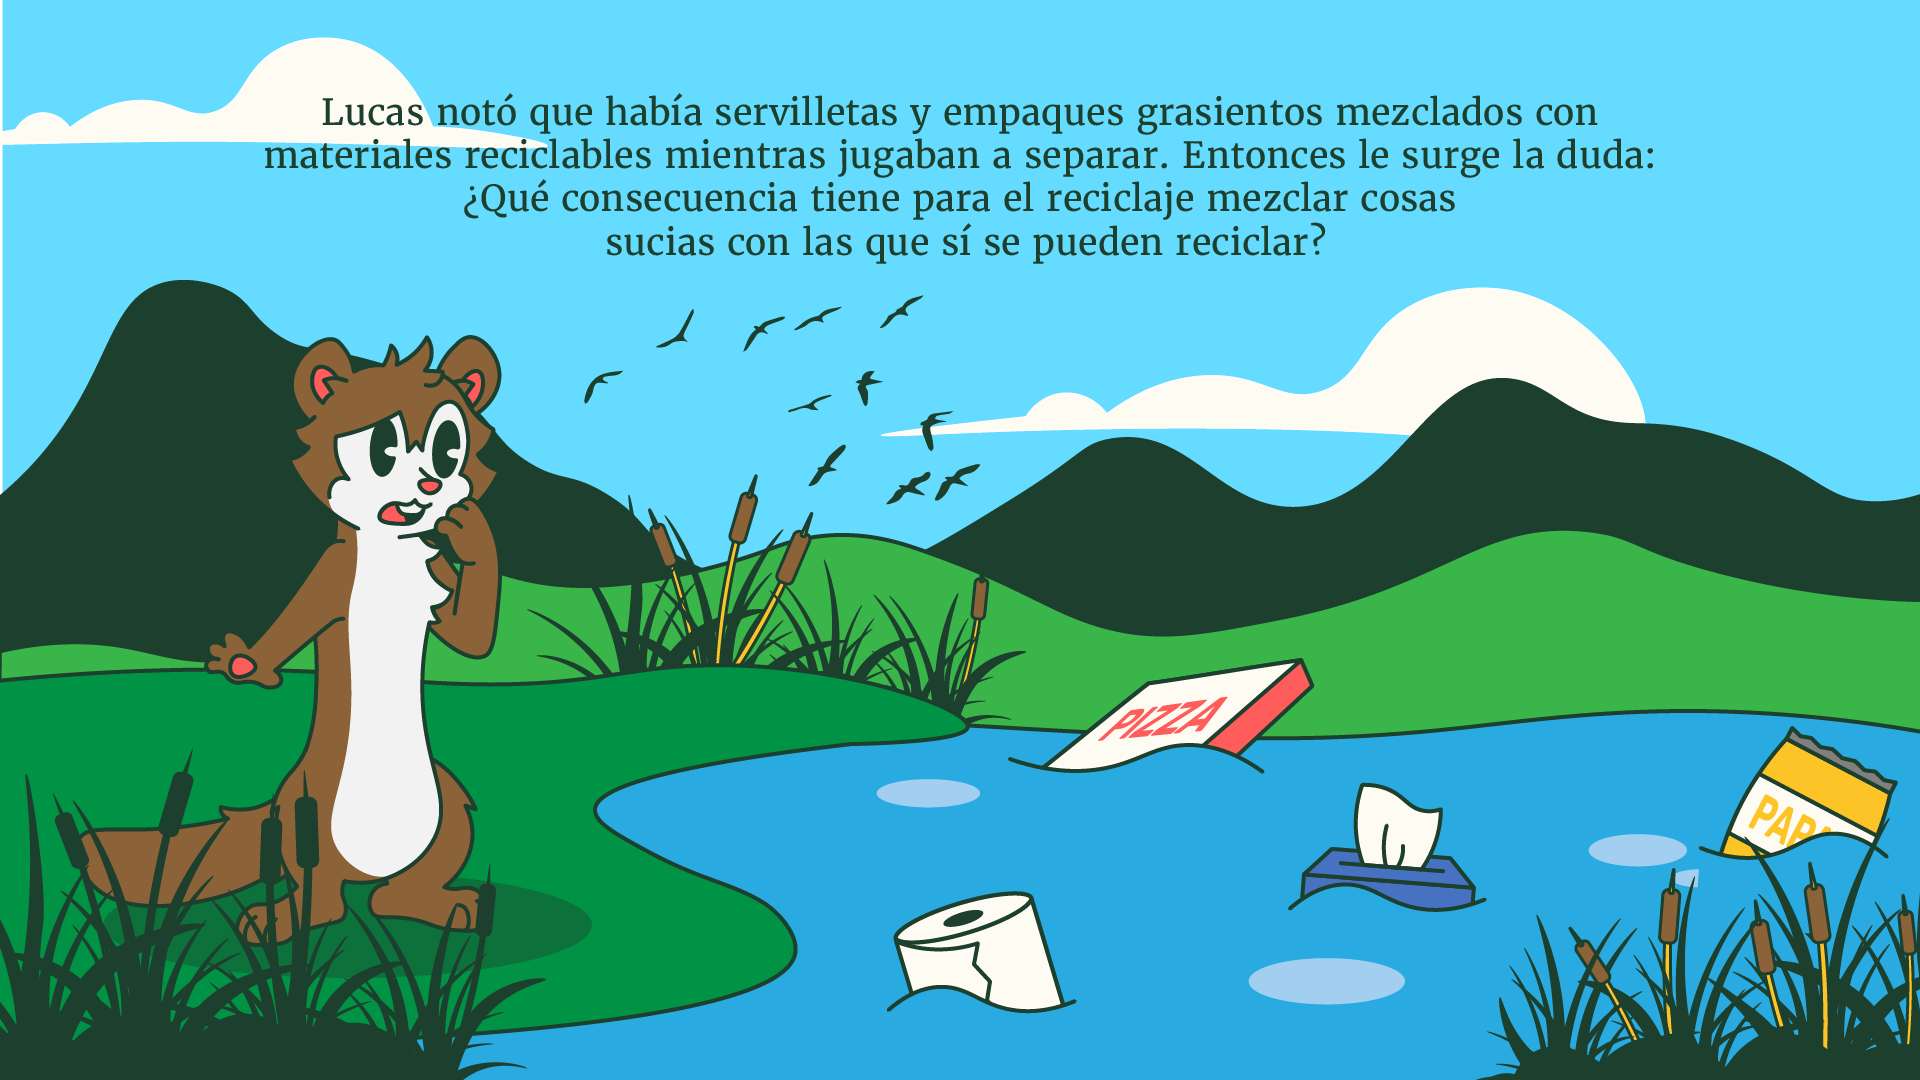 Lucas notó que había servilletas y empaques grasientos mezclados con
materiales reciclables mientras jugaban a separar. Entonces le surge la duda:
¿Qué consecuencia tiene para el reciclaje mezclar cosas
sucias con las que sí se pueden reciclar?
PIZZA